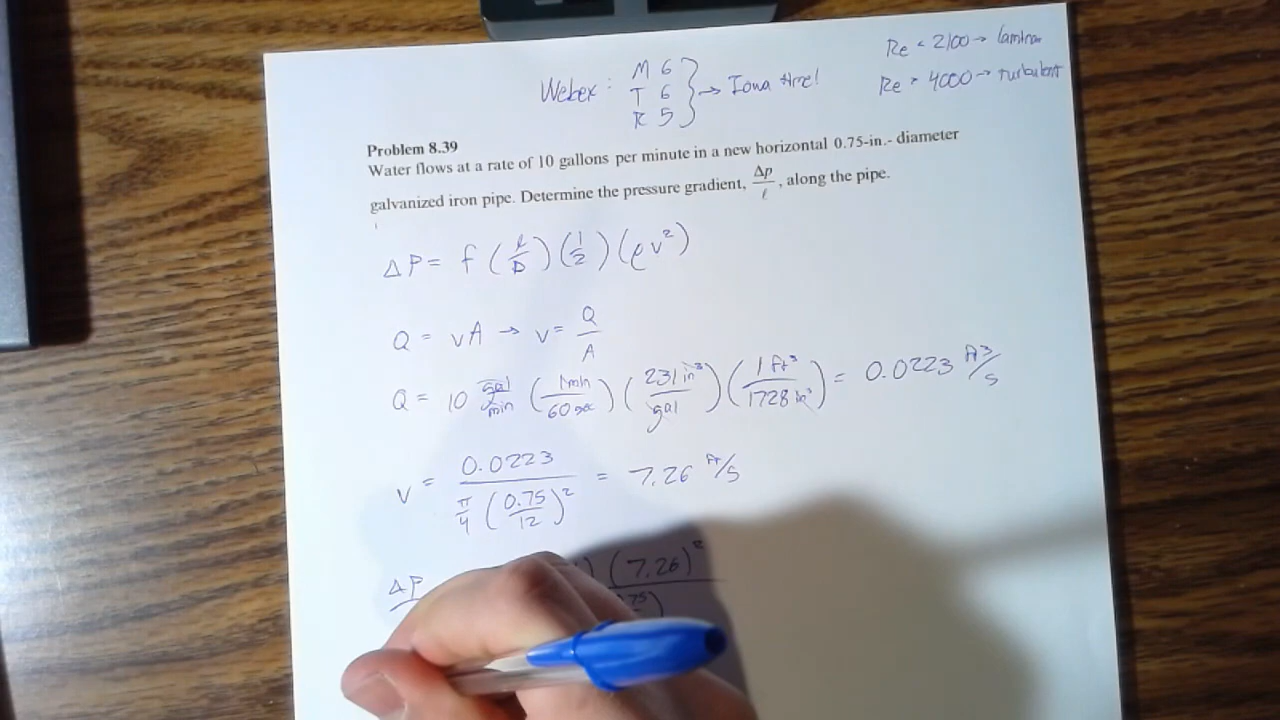 Re < 2100 → laminar
Re > 4000 → turbulent
Webex : M 6
T 6
R 5
→ Iowa time!
Problem 8.39
Water flows at a rate of 10 gallons per minute in a new horizontal 0.75-in.- diameter
galvanized iron pipe. Determine the pressure gradient, Δp/ℓ , along the pipe.
ΔP = f (ℓ/D) (1/2) (ρv²)
Q = vA → v = Q/A
Q = 10 gal/min (1min/60 sec) (231 in³/gal) (1 ft³/1728 in³) = 0.0223 ft³/s
v = 0.0223 / π/4 (0.75/12)² = 7.26 ft/s
ΔP (7.26)²